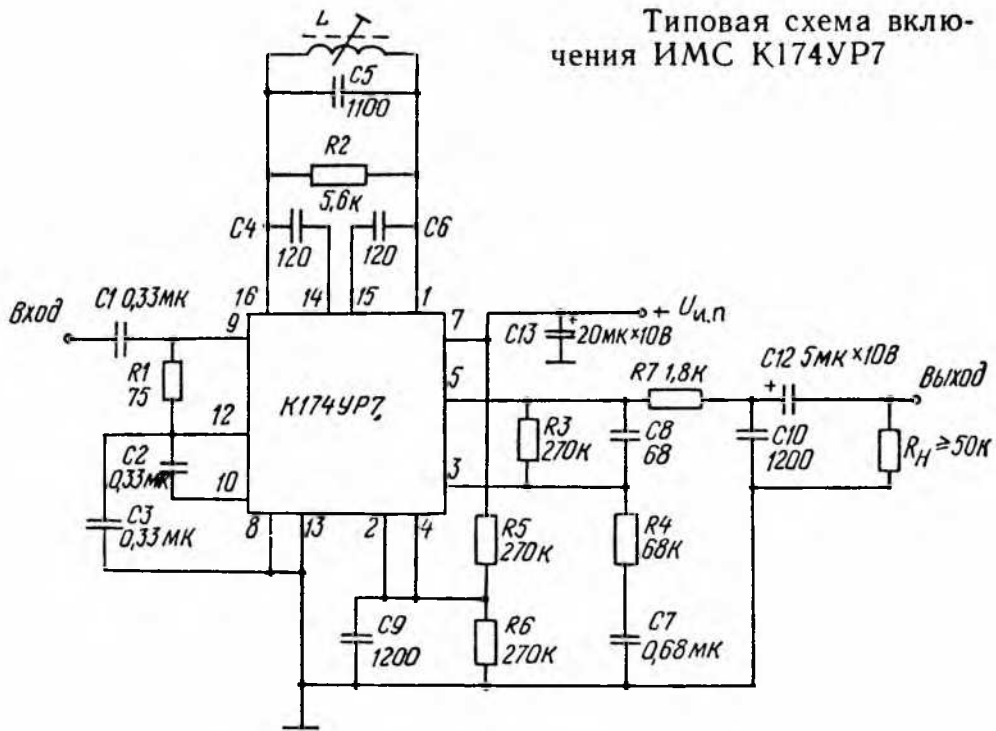 Типовая схема вклю-
чения ИМС К174УР7
L
C5
1100
R2
5,6к
C4
C6
120
120
16
14
15
1
Вход
C1 0,33мк
9
7
C13
20мк×10В
+ Uи.п
R1
75
5
R7 1,8к
C12 5мк×10В
Выход
К174УР7
12
R3
270к
C8
68
C10
1200
Rн ≥50к
C2
0,33мк
10
3
C3
0,33мк
8
13
2
4
R5
270к
R4
68к
C9
1200
R6
270к
C7
0,68мк